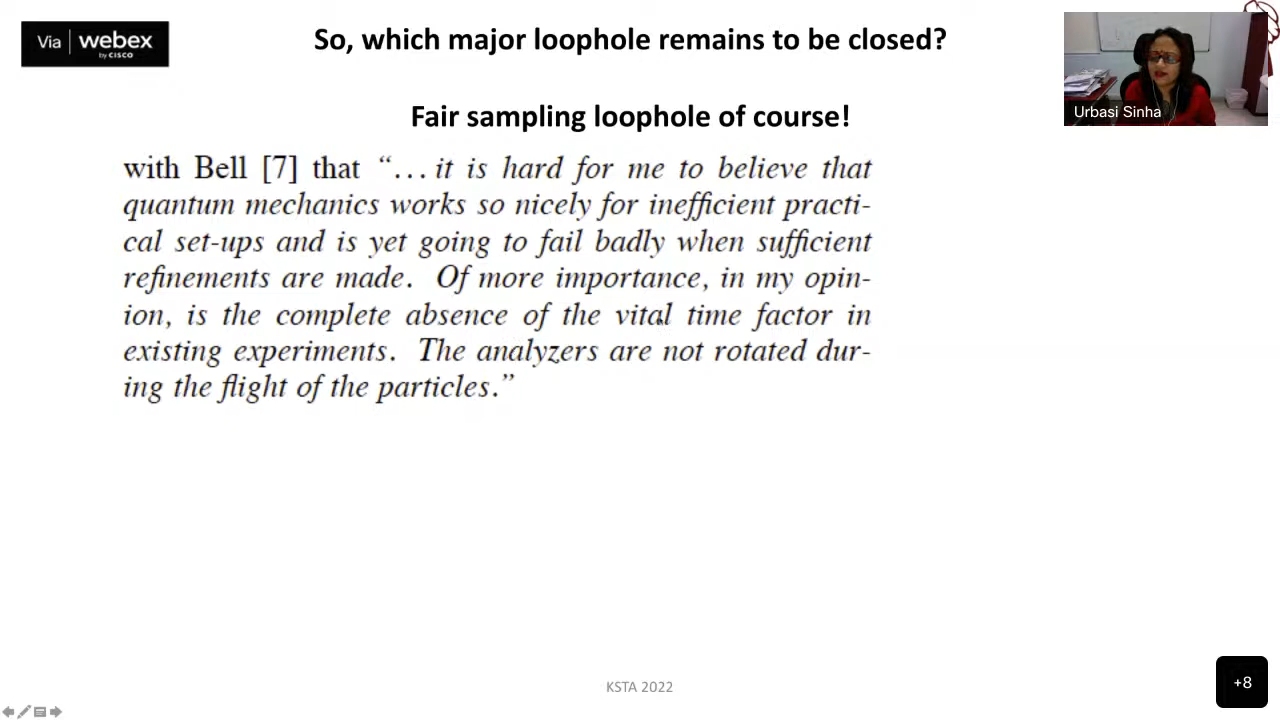 Via webex
by CISCO
So, which major loophole remains to be closed?
Urbasi Sinha
Fair sampling loophole of course!
with Bell [7] that “... it is hard for me to believe that
quantum mechanics works so nicely for inefficient practi-
cal set-ups and is yet going to fail badly when sufficient
refinements are made. Of more importance, in my opin-
ion, is the complete absence of the vital time factor in
existing experiments. The analyzers are not rotated dur-
ing the flight of the particles.”
KSTA 2022
+8